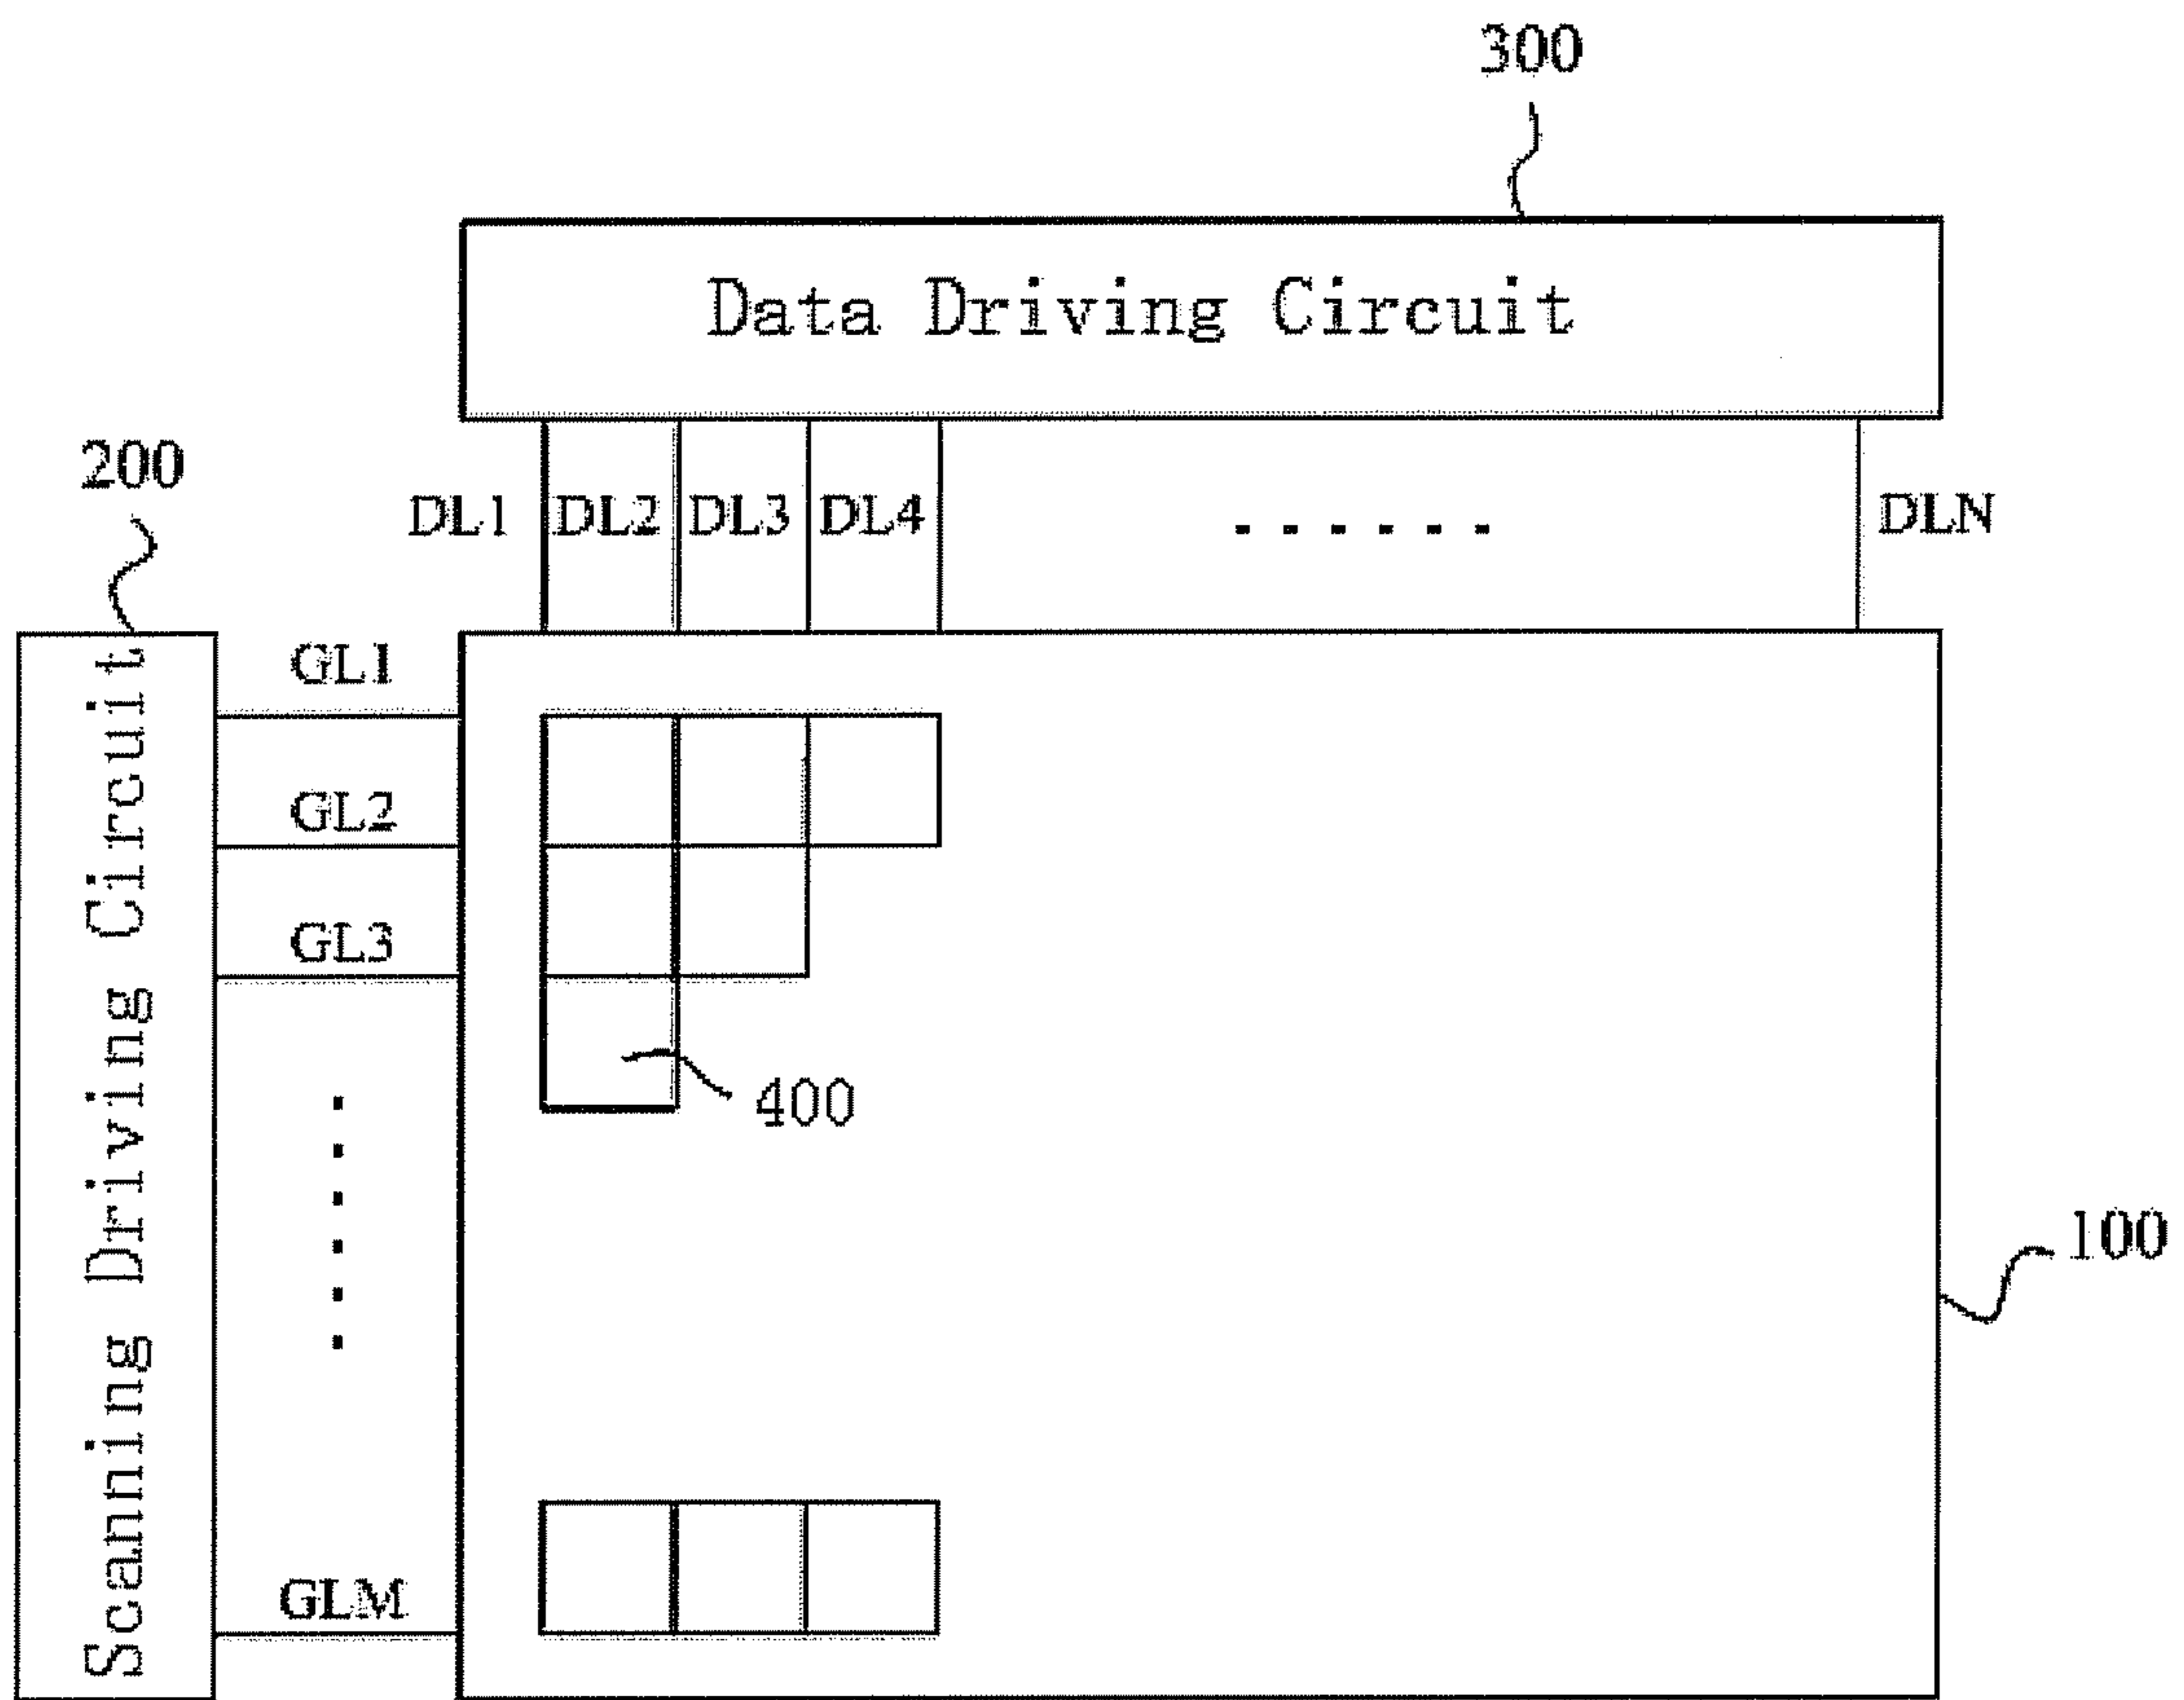 300
Data Driving Circuit
200
DL1 DL2 DL3 DL4 ...... DLN
Scanning Driving Circuit
GL1
GL2
GL3
......
400
100
GLM